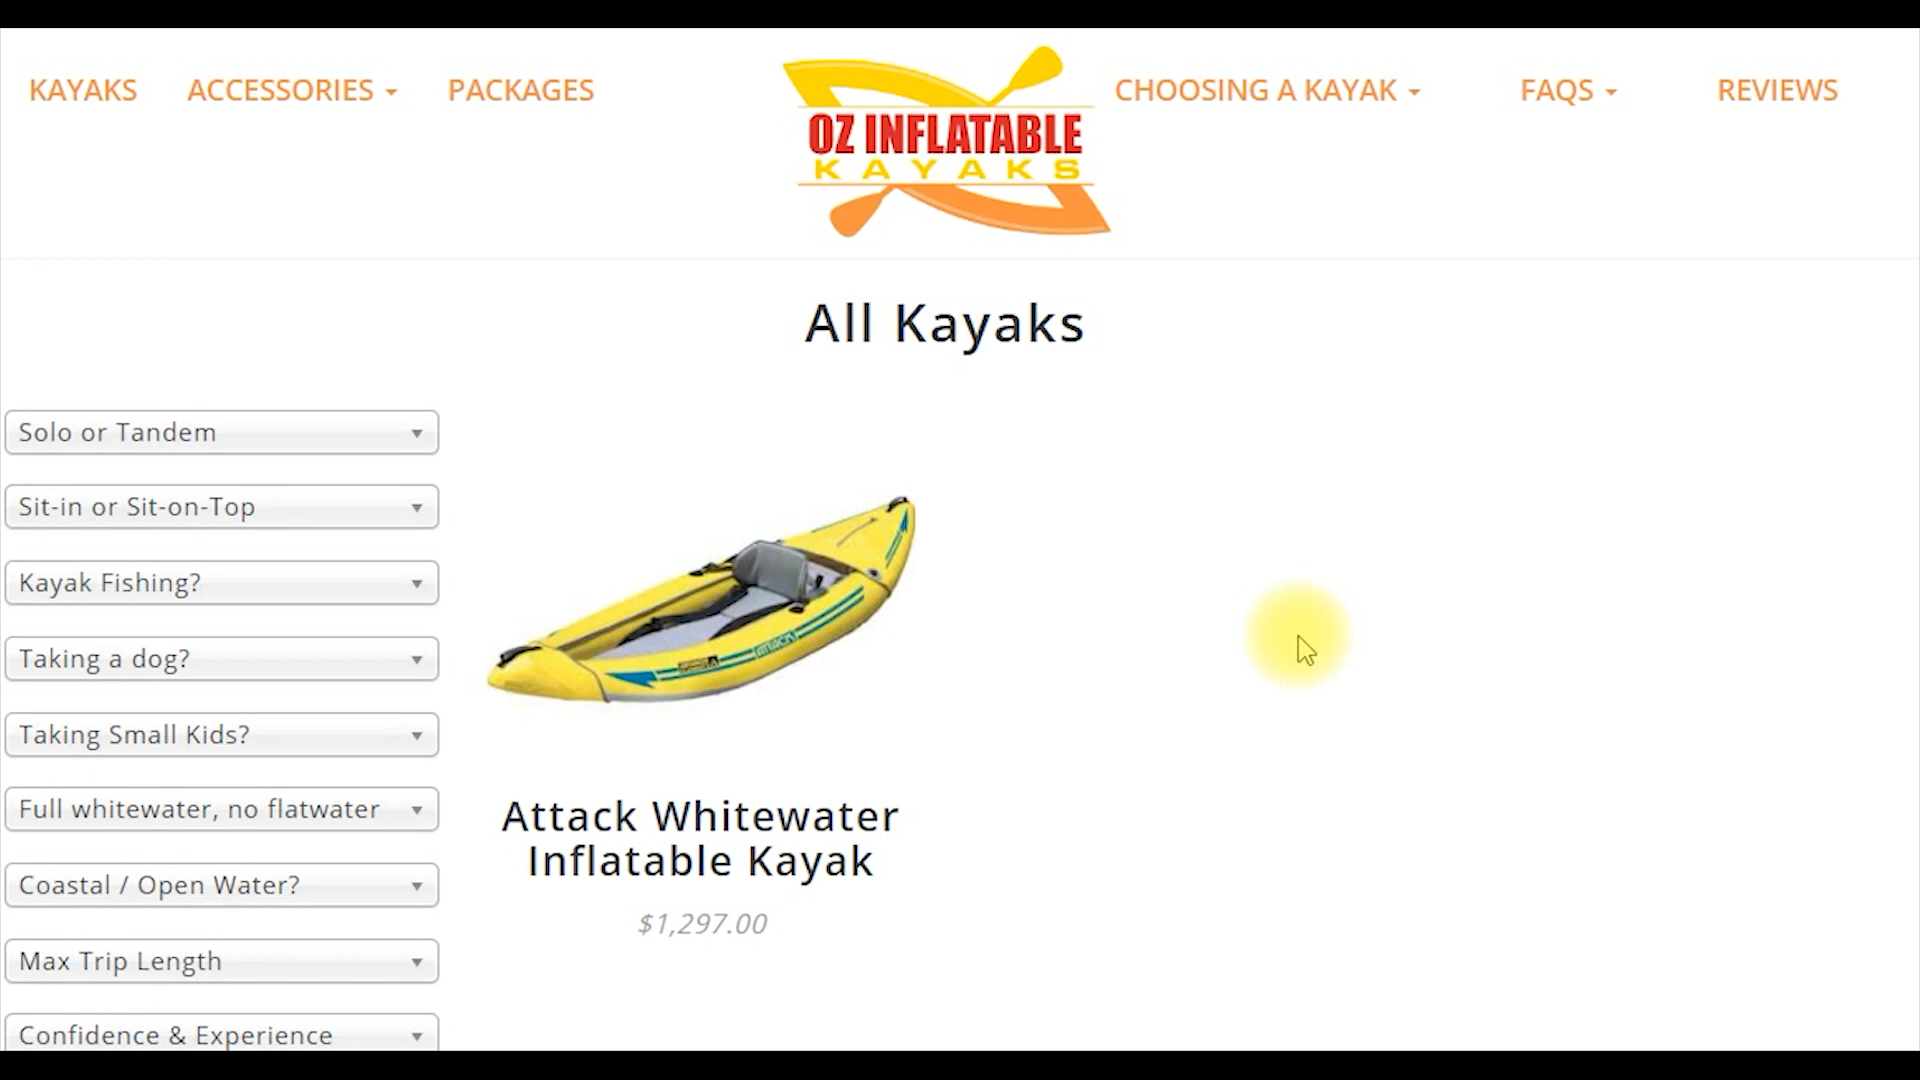 KAYAKS
ACCESSORIES
PACKAGES
OZ INFLATABLE
KAYAKS
CHOOSING A KAYAK
FAQS
REVIEWS
All Kayaks
Solo or Tandem
Sit-in or Sit-on-Top
Kayak Fishing?
Taking a dog?
Taking Small Kids?
Full whitewater, no flatwater
Coastal / Open Water?
Max Trip Length
Confidence & Experience
ATTACK
Attack Whitewater
Inflatable Kayak
$1,297.00